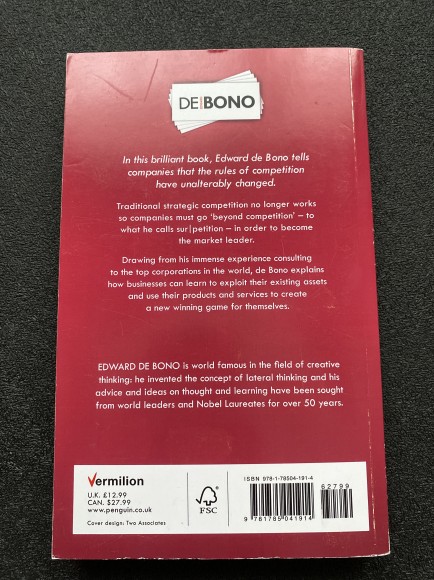 DE BONO
In this brilliant book, Edward de Bono tells
companies that the rules of competition
have unalterably changed.
Traditional strategic competition no longer works
so companies must go ‘beyond competition’ – to
what he calls sur|petition – in order to become
the market leader.
Drawing from his immense experience consulting
to the top corporations in the world, de Bono explains
how businesses can learn to exploit their existing assets
and use their products and services to create
a new winning game for themselves.
EDWARD DE BONO is world famous in the field of creative
thinking: he invented the concept of lateral thinking and his
advice and ideas on thought and learning have been sought
from world leaders and Nobel Laureates for over 50 years.
Vermilion
U.K. £12.99
CAN. $27.99
www.penguin.co.uk
Cover design: Two Associates
FSC
ISBN 978-1-78504-191-4
62799
9 781785 041914